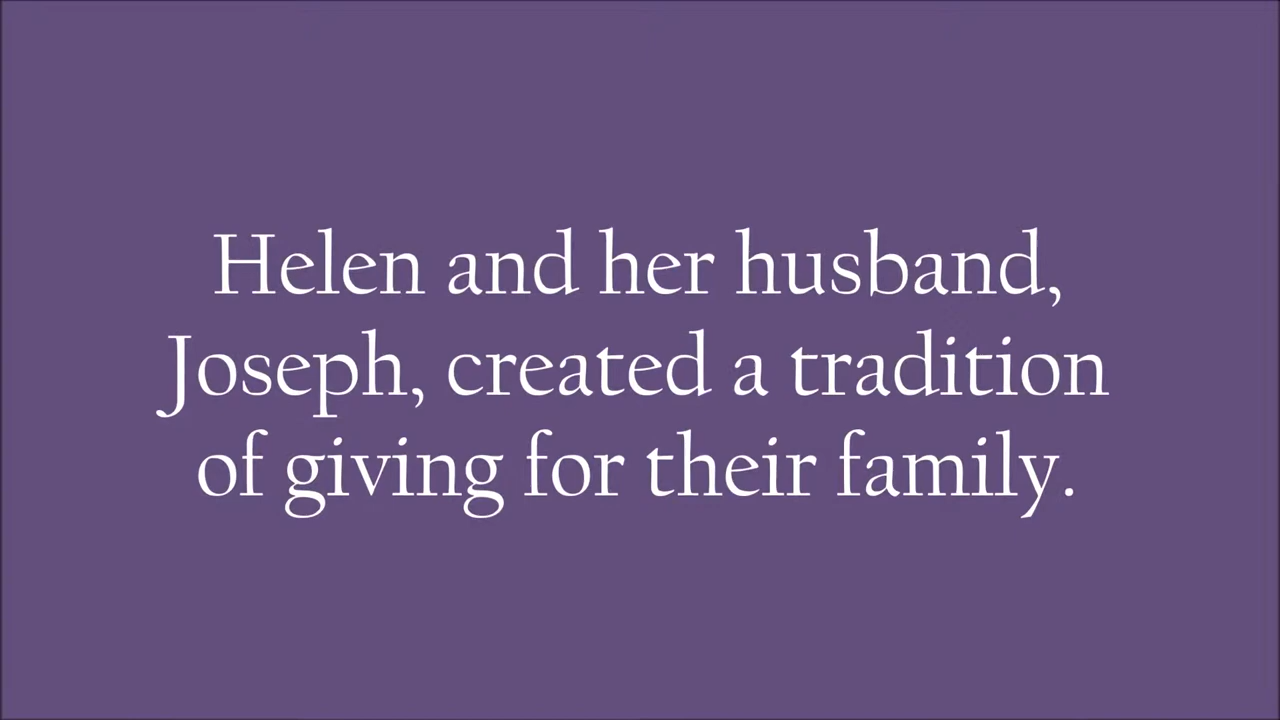 Helen and her husband,
Joseph, created a tradition
of giving for their family.